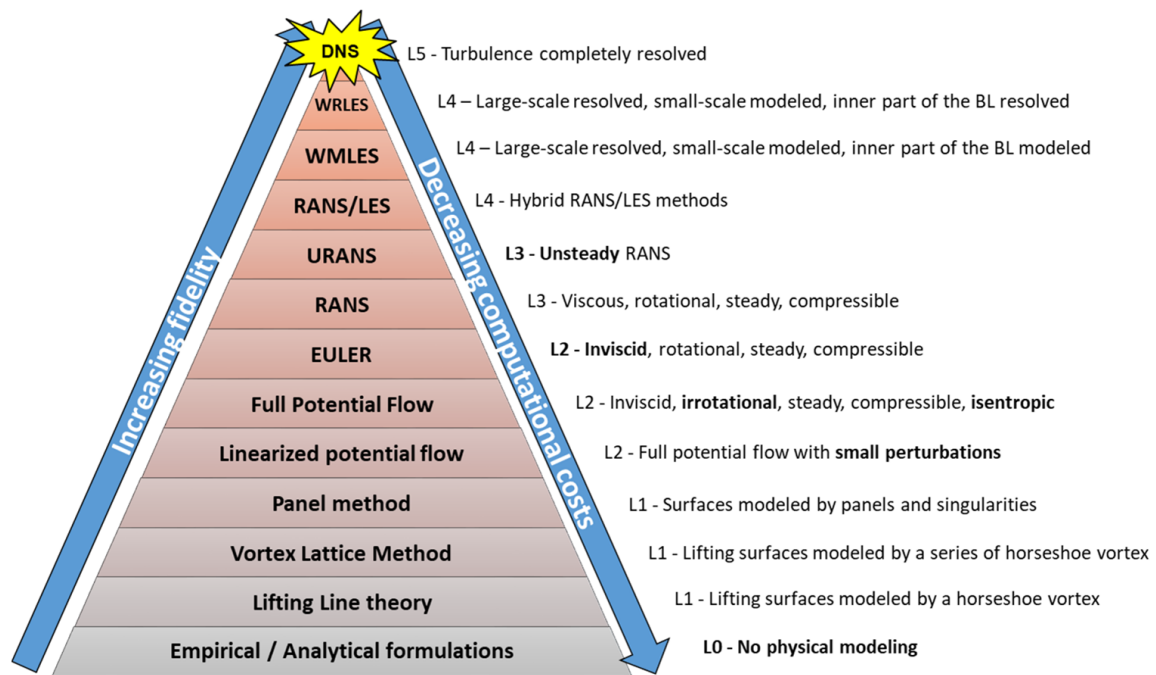 DNS
L5 - Turbulence completely resolved
WRLES
L4 – Large-scale resolved, small-scale modeled, inner part of the BL resolved
WMLES
L4 – Large-scale resolved, small-scale modeled, inner part of the BL modeled
RANS/LES
L4 - Hybrid RANS/LES methods
URANS
L3 - Unsteady RANS
RANS
L3 - Viscous, rotational, steady, compressible
EULER
L2 - Inviscid, rotational, steady, compressible
Full Potential Flow
L2 - Inviscid, irrotational, steady, compressible, isentropic
Linearized potential flow
L2 - Full potential flow with small perturbations
Panel method
L1 - Surfaces modeled by panels and singularities
Vortex Lattice Method
L1 - Lifting surfaces modeled by a series of horseshoe vortex
Lifting Line theory
L1 - Lifting surfaces modeled by a horseshoe vortex
Empirical / Analytical formulations
L0 - No physical modeling
Increasing fidelity
Decreasing computational costs